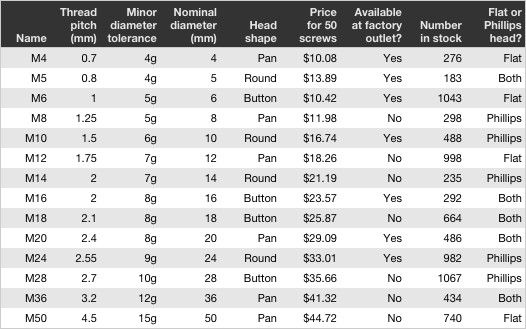 Name Thread pitch (mm) Minor diameter tolerance Nominal diameter (mm) Head shape Price for 50 screws Available at factory outlet? Number in stock Flat or Phillips head?
M4 0.7 4g 4 Pan $10.08 Yes 276 Flat
M5 0.8 4g 5 Round $13.89 Yes 183 Both
M6 1 5g 6 Button $10.42 Yes 1043 Flat
M8 1.25 5g 8 Pan $11.98 No 298 Phillips
M10 1.5 6g 10 Round $16.74 Yes 488 Phillips
M12 1.75 7g 12 Pan $18.26 No 998 Flat
M14 2 7g 14 Round $21.19 No 235 Phillips
M16 2 8g 16 Button $23.57 Yes 292 Both
M18 2.1 8g 18 Button $25.87 No 664 Both
M20 2.4 8g 20 Pan $29.09 Yes 486 Both
M24 2.55 9g 24 Round $33.01 Yes 982 Phillips
M28 2.7 10g 28 Button $35.66 No 1067 Phillips
M36 3.2 12g 36 Pan $41.32 No 434 Both
M50 4.5 15g 50 Pan $44.72 No 740 Flat